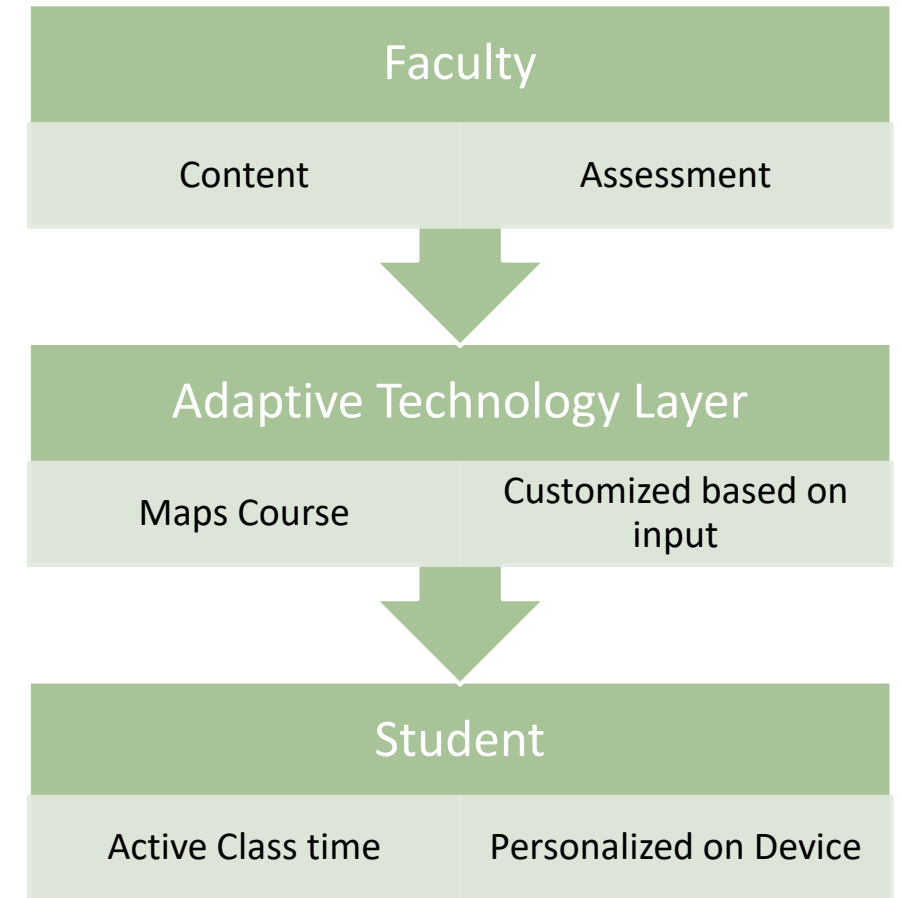 Faculty
Content
Assessment
Adaptive Technology Layer
Maps Course
Customized based on
input
Student
Active Class time
Personalized on Device